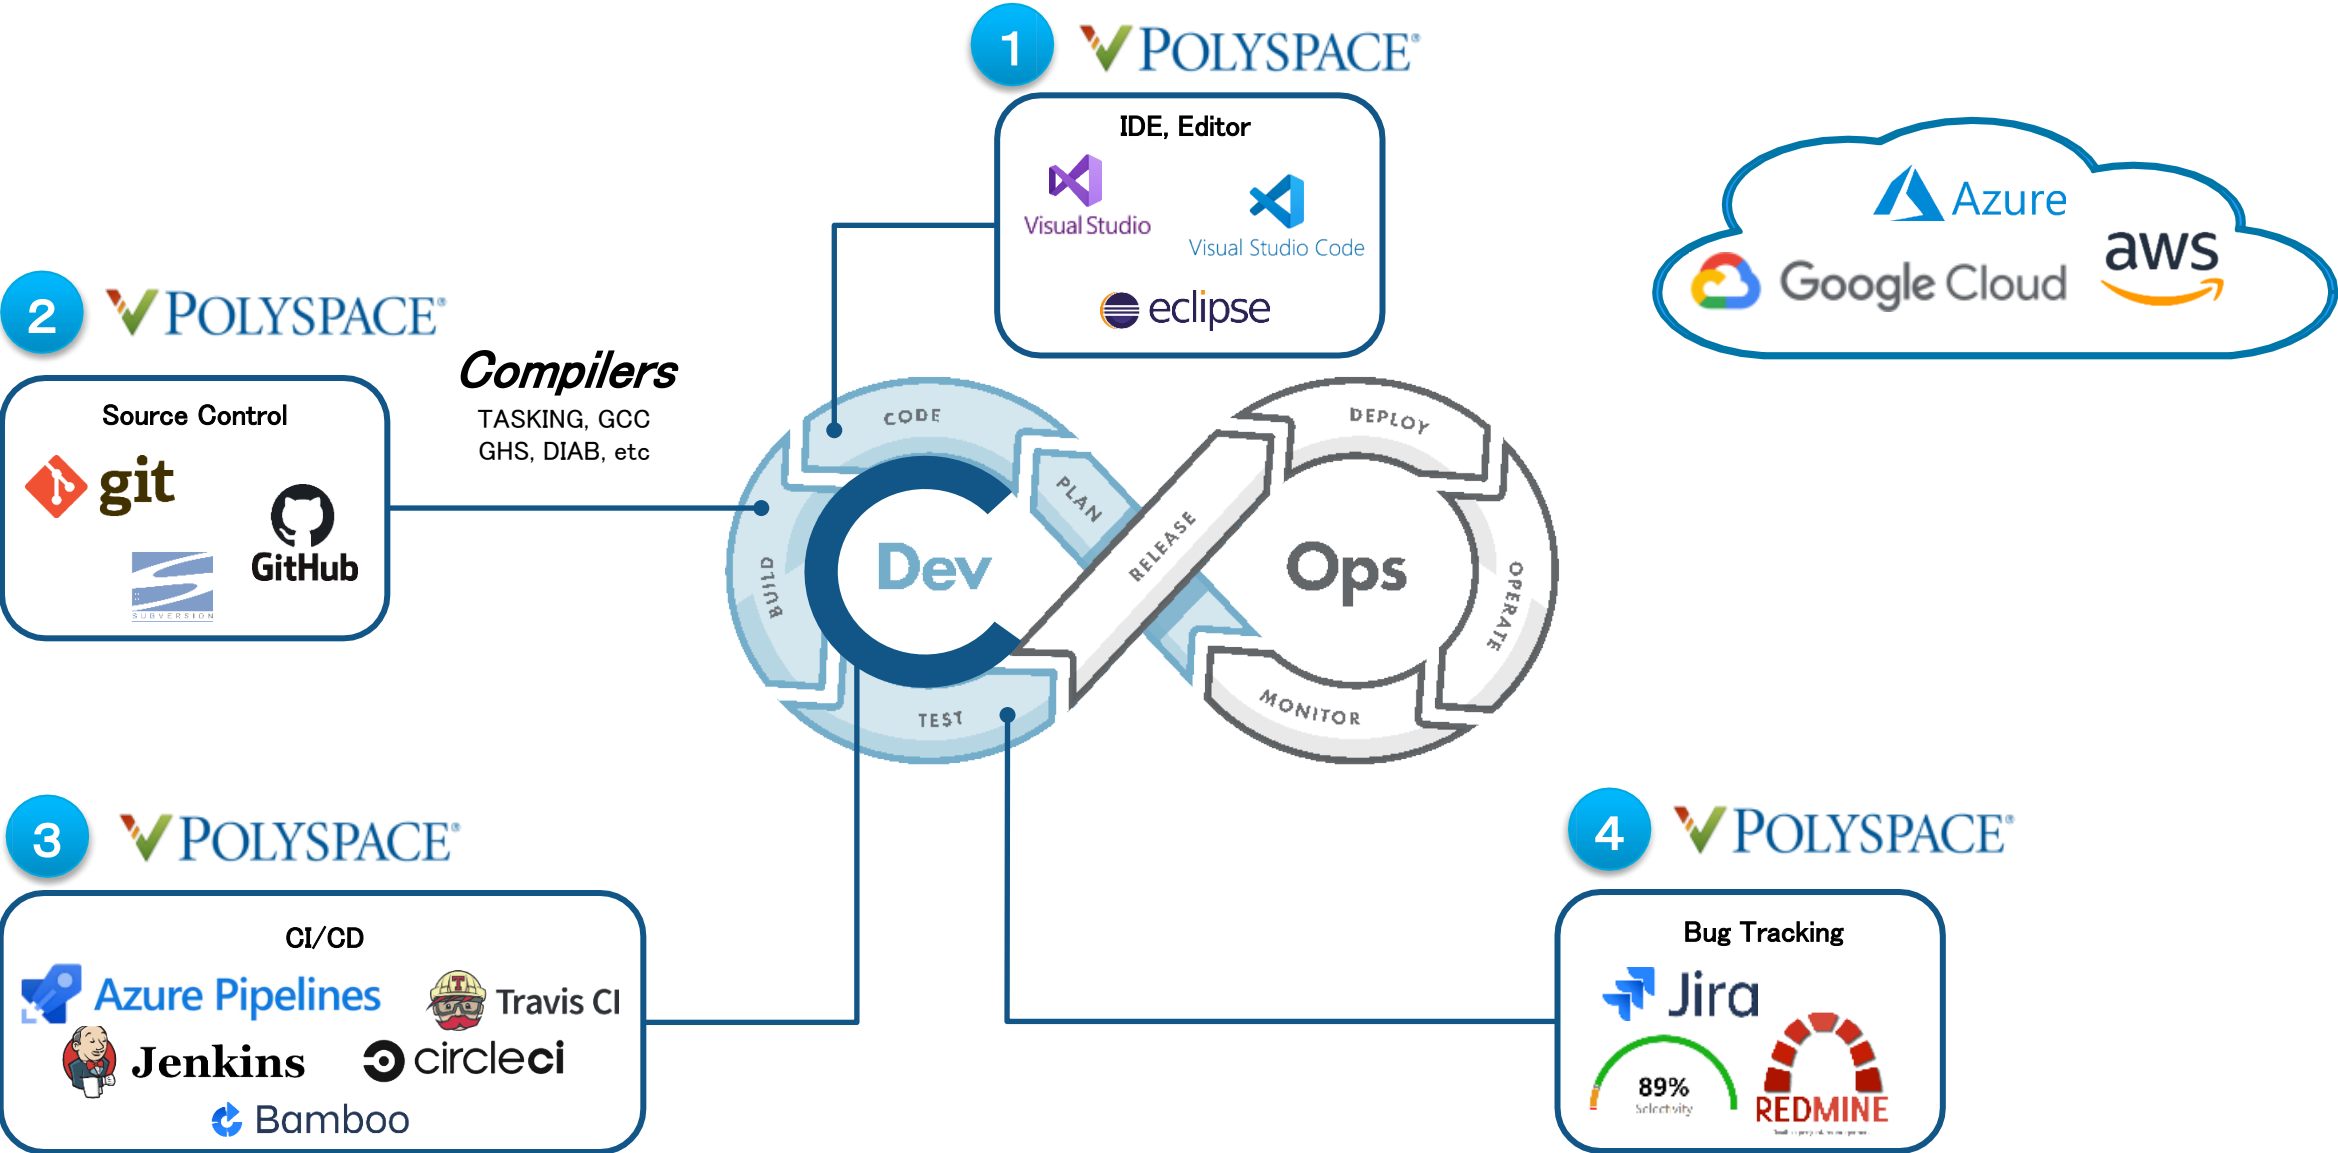 1
POLYSPACE®
IDE, Editor
Visual Studio
Visual Studio Code
eclipse
Azure
Google Cloud
aws
2
POLYSPACE®
Source Control
git
GitHub
SUBVERSION
Compilers
TASKING, GCC
GHS, DIAB, etc
CODE
PLAN
BUILD
TEST
Dev
RELEASE
DEPLOY
OPERATE
MONITOR
Ops
3
POLYSPACE®
CI/CD
Azure Pipelines
Travis CI
Jenkins
circleci
Bamboo
4
POLYSPACE®
Bug Tracking
Jira
89%
Selectivity
REDMINE